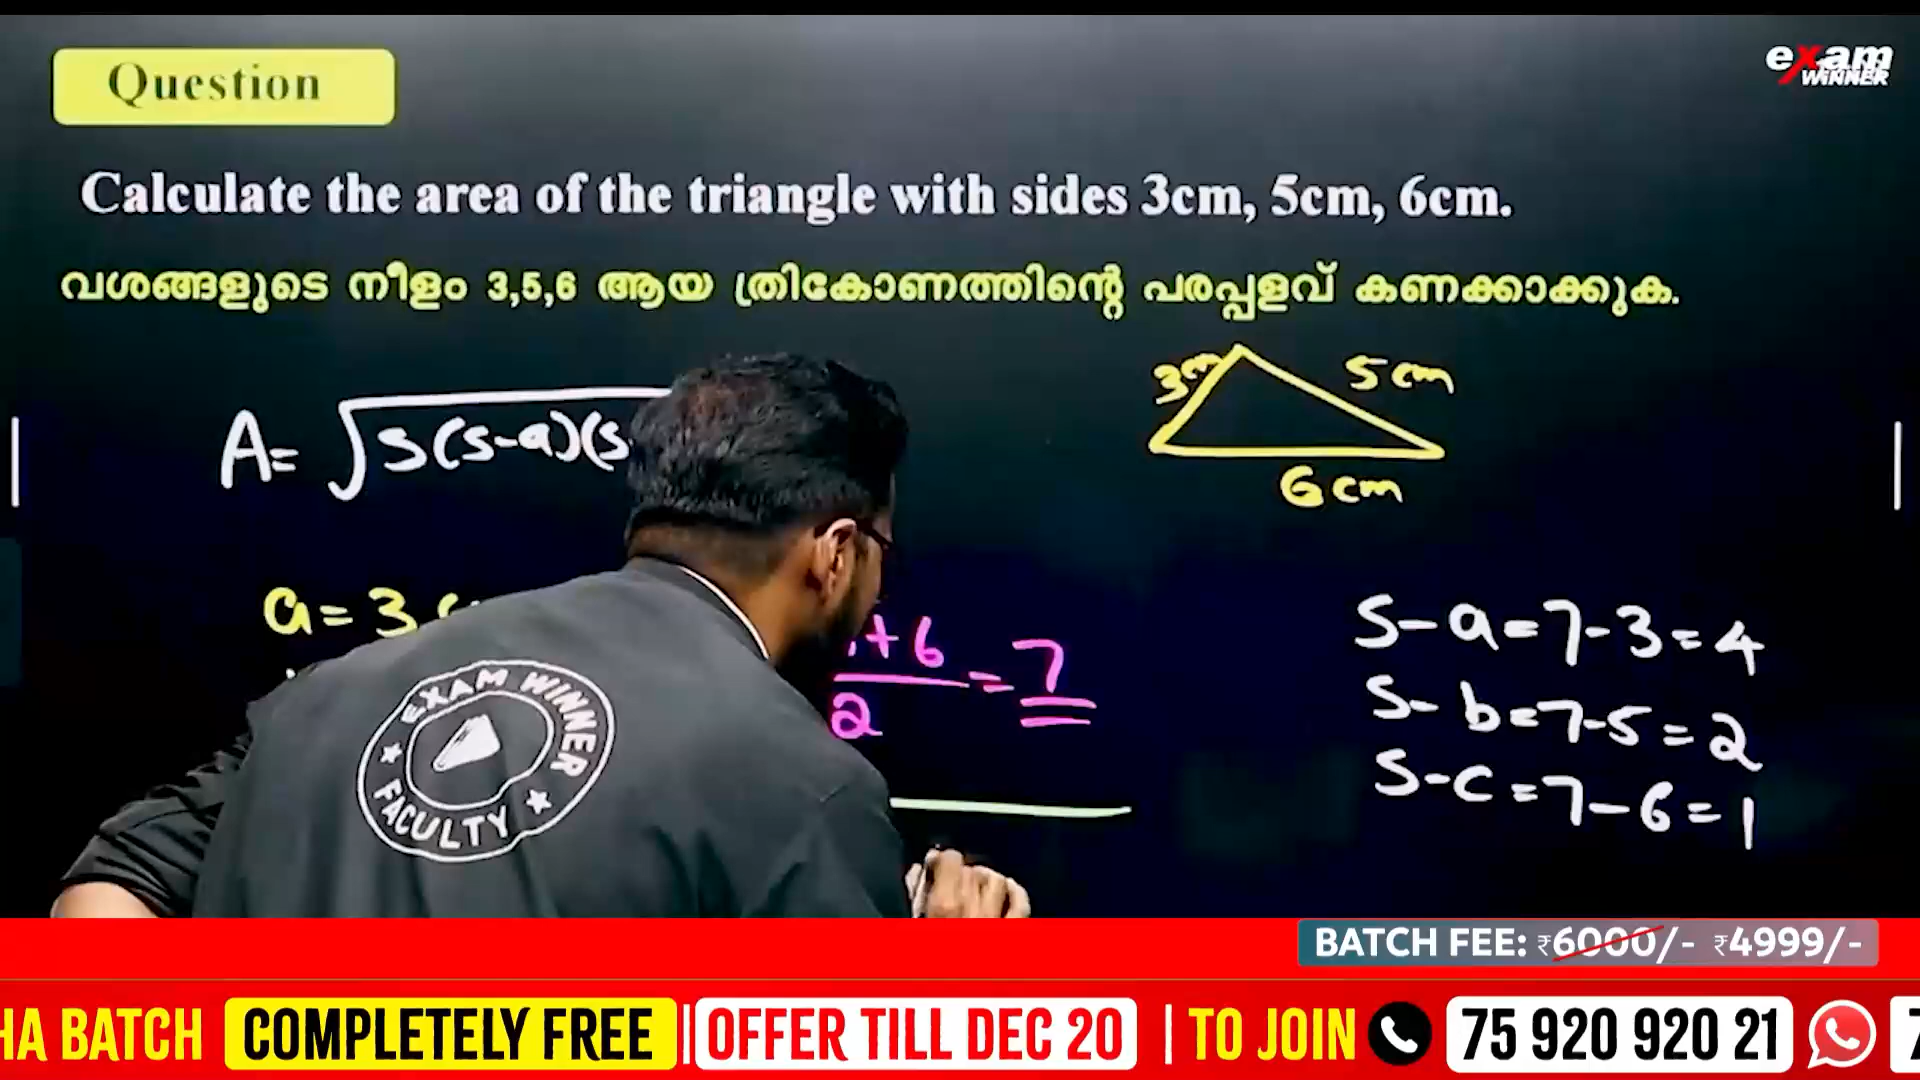 Question
exam WINNER
Calculate the area of the triangle with sides 3cm, 5cm, 6cm.
വശങ്ങളുടെ നീളം 3,5,6 ആയ ത്രികോണത്തിന്റെ പരപ്പളവ് കണക്കാക്കുക.
3cm
5cm
6cm
A= √s(s-a)(s
a=3
+6
2
=7
s-a=7-3=4
s-b=7-5=2
s-c=7-6=1
EXAM WINNER
FACULTY
BATCH FEE: ₹6000/- ₹4999/-
HA BATCH COMPLETELY FREE | OFFER TILL DEC 20 | TO JOIN 75 920 920 21